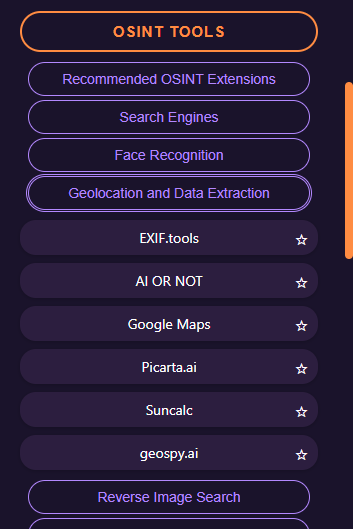 OSINT TOOLS
Recommended OSINT Extensions
Search Engines
Face Recognition
Geolocation and Data Extraction
EXIF.tools
AI OR NOT
Google Maps
Picarta.ai
Suncalc
geospy.ai
Reverse Image Search